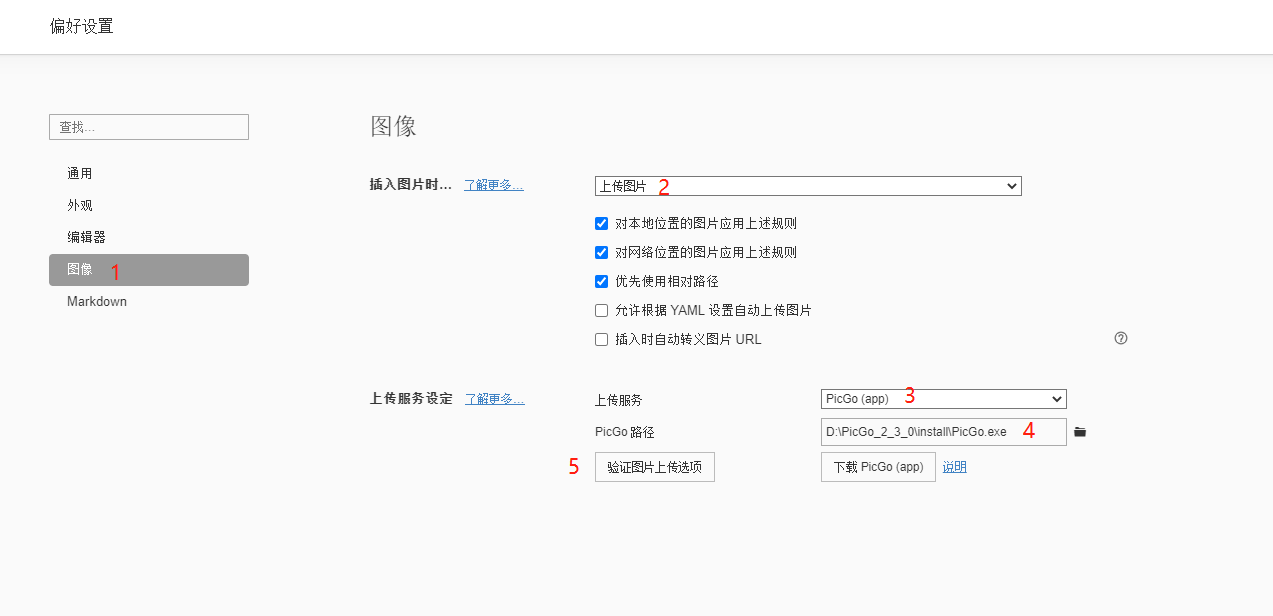 偏好设置
查找...
通用
外观
编辑器
图像 1
Markdown
图像
插入图片时... 了解更多... 上传图片 2
对本地位置的图片应用上述规则
对网络位置的图片应用上述规则
优先使用相对路径
允许根据 YAML 设置自动上传图片
插入时自动转义图片 URL ?
上传服务设定 了解更多... 上传服务 PicGo (app) 3
PicGo 路径 D:\PicGo_2_3_0\install\PicGo.exe 4
5 验证图片上传选项 下载 PicGo (app) 说明